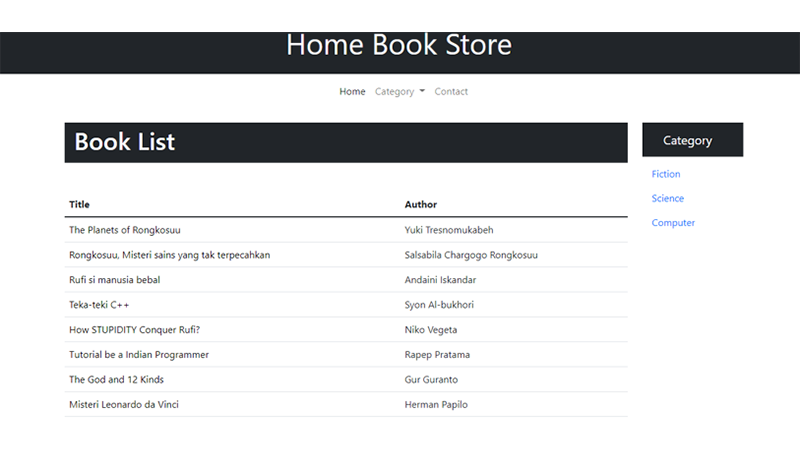 Home Book Store
Home Category Contact
Book List
Title Author
The Planets of Rongkosuu Yuki Tresnomukabeh
Rongkosuu, Misteri sains yang tak terpecahkan Salsabila Chargogo Rongkosuu
Rufi si manusia bebal Andaini Iskandar
Teka-teki C++ Syon Al-bukhori
How STUPIDITY Conquer Rufi? Niko Vegeta
Tutorial be a Indian Programmer Rapep Pratama
The God and 12 Kinds Gur Guranto
Misteri Leonardo da Vinci Herman Papilo
Category
Fiction
Science
Computer